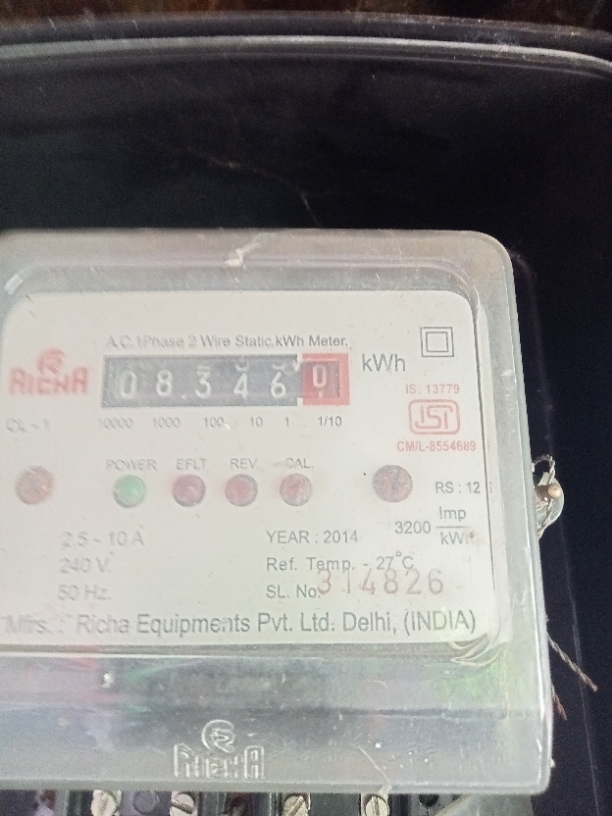 A.C. 1Phase 2 Wire Static kWh Meter.
RICHA
0 8 3 4 6 0
kWh
CL - 1
10000 1000 100 10 1 1/10
IS: 13779
ISI
CM/L-8554689
POWER EFLT REV. CAL.
RS : 12
2.5 - 10 A
240 V.
50 Hz.
YEAR : 2014
3200 Imp
kWh
Ref. Temp. - 27°C
SL. No. 314826
Mfrs. : Richa Equipments Pvt. Ltd. Delhi, (INDIA)
RICHA